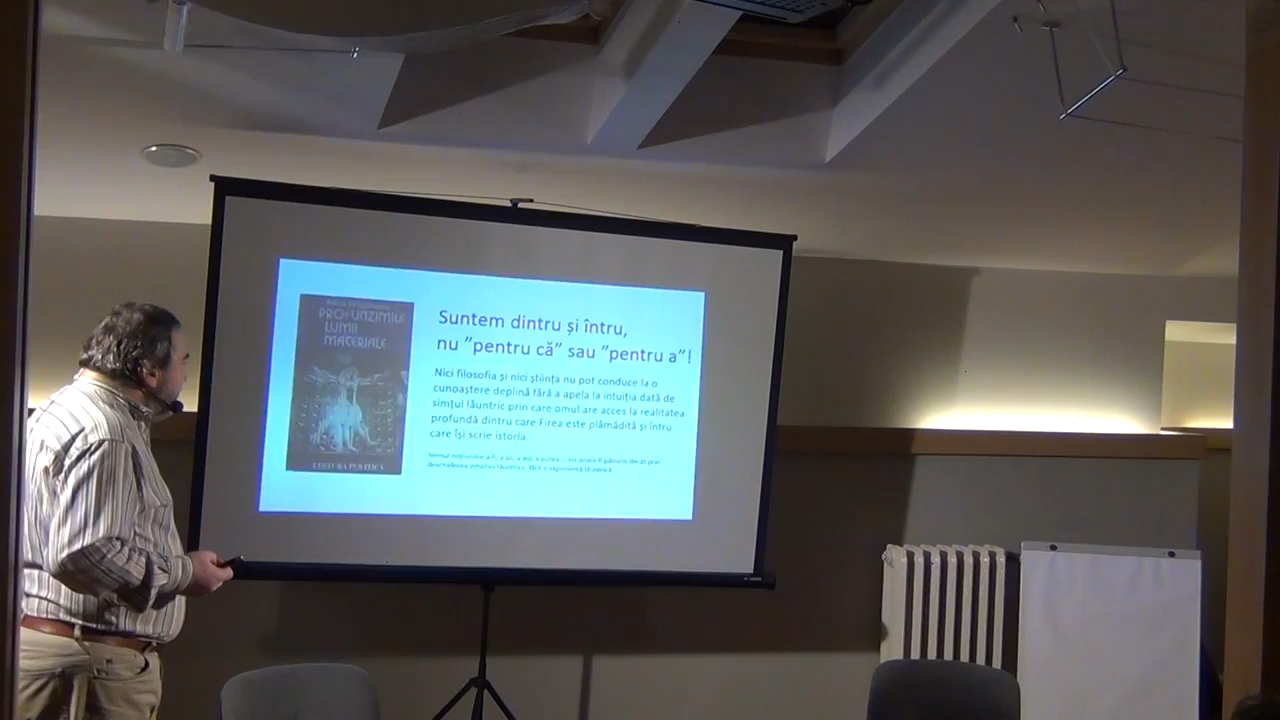 PROFUNZIMILE
LUMII
MATERIALE
EDITURA POLITICĂ
Suntem dintru și întru,
nu ”pentru că” sau ”pentru a”!
Nici filosofia și nici știința nu pot conduce la o
cunoaștere deplină fără a apela la intuiția dată de
simțul lăuntric prin care omul are acces la realitatea
profundă dintru care Firea este plămădită și întru
care își scrie istoria.